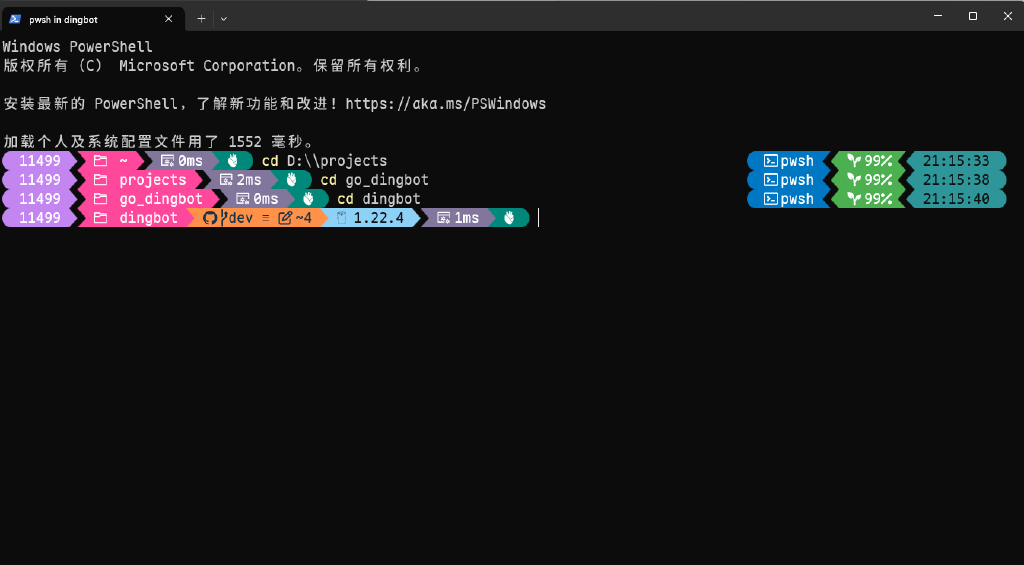 pwsh in dingbot
Windows PowerShell
版权所有 (C) Microsoft Corporation。保留所有权利。
安装最新的 PowerShell，了解新功能和改进！https://aka.ms/PSWindows
加载个人及系统配置文件用了 1552 毫秒。
11499 ~ 0ms cd D:\\projects pwsh 99% 21:15:33
11499 projects 2ms cd go_dingbot pwsh 99% 21:15:38
11499 go_dingbot 0ms cd dingbot pwsh 99% 21:15:40
11499 dingbot dev ≡ ~4 1.22.4 1ms